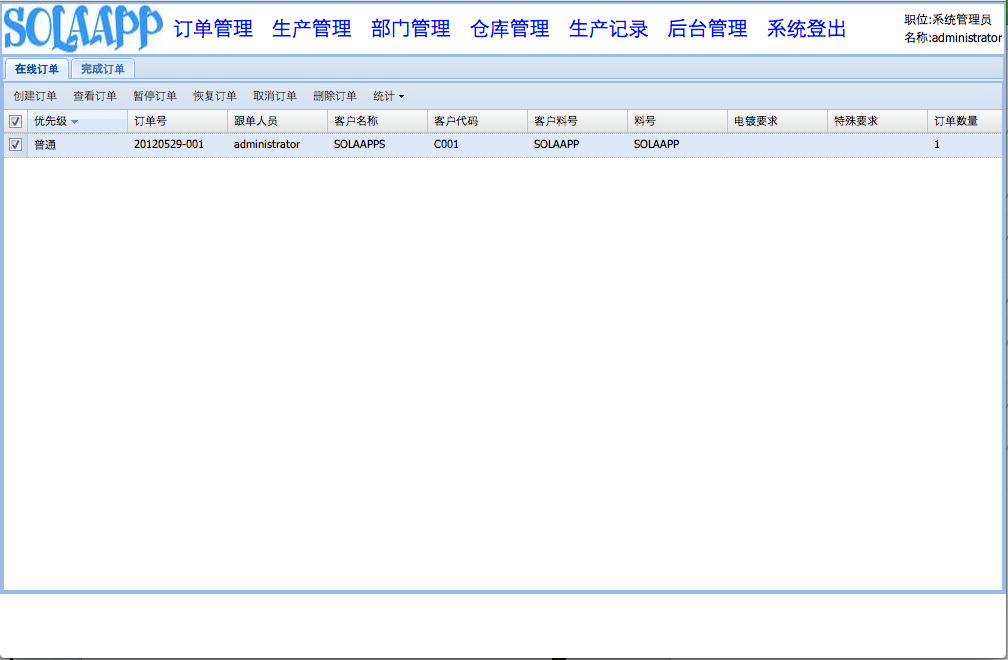 SOLAAPP 订单管理 生产管理 部门管理 仓库管理 生产记录 后台管理 系统登出
职位:系统管理员
名称:administrator
在线订单 完成订单
创建订单 查看订单 暂停订单 恢复订单 取消订单 删除订单 统计
优先级 订单号 跟单人员 客户名称 客户代码 客户料号 料号 电镀要求 特殊要求 订单数量
普通 20120529-001 administrator SOLAAPPS C001 SOLAAPP SOLAAPP 1